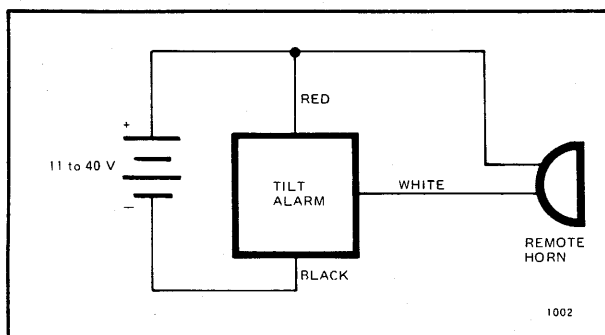 RED
+
11 to 40 V
−
TILT
ALARM
WHITE
BLACK
REMOTE
HORN
1002